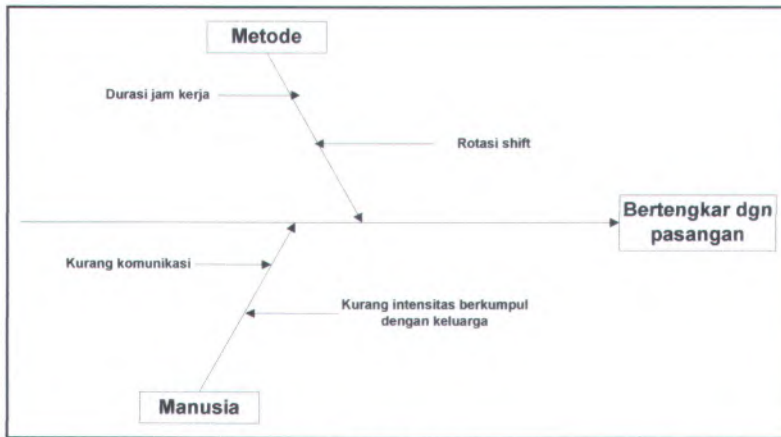 Metode
Durasi jam kerja
Rotasi shift
Bertengkar dgn
pasangan
Kurang komunikasi
Kurang intensitas berkumpul
dengan keluarga
Manusia